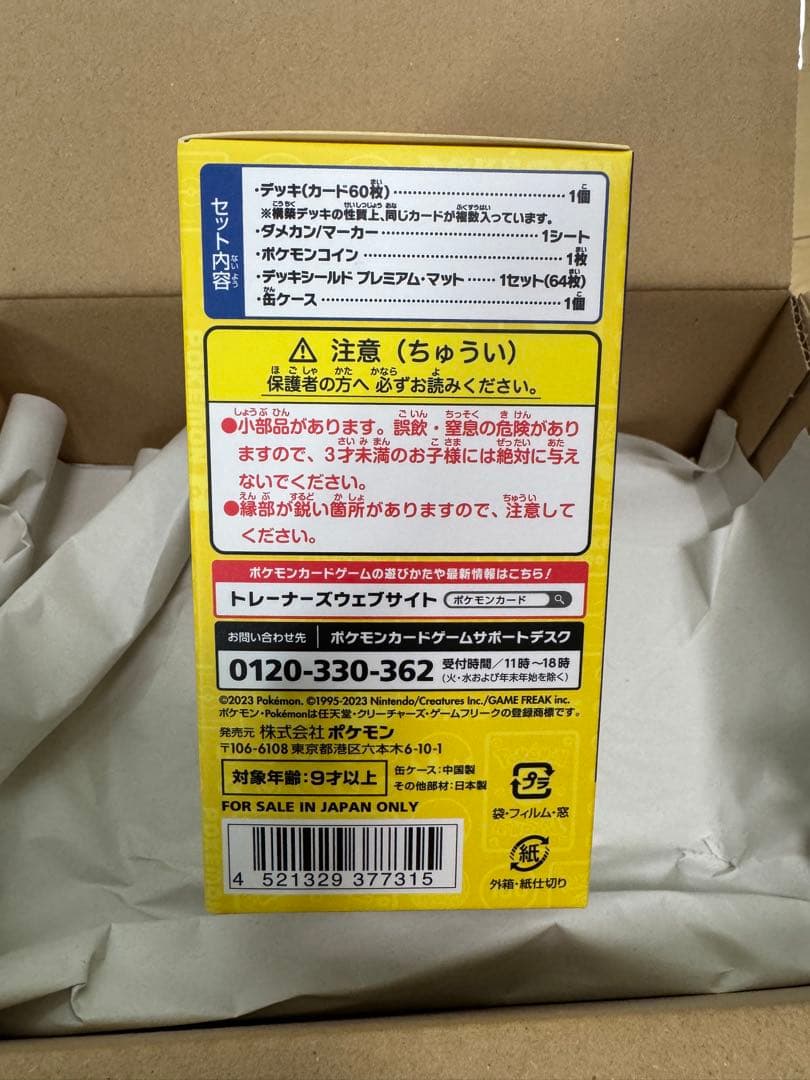 セット内容
・デッキ(カード60枚) 1個
※構築デッキの性質上、同じカードが複数入っています。
・ダメカン/マーカー 1シート
・ポケモンコイン 1枚
・デッキシールド プレミアム・マット 1セット(64枚)
・缶ケース 1個
⚠ 注意(ちゅうい)
保護者の方へ 必ずお読みください。
●小部品があります。誤飲・窒息の危険があり
ますので、3才未満のお子様には絶対に与え
ないでください。
●縁部が鋭い箇所がありますので、注意して
ください。
ポケモンカードゲームの遊びかたや最新情報はこちら!
トレーナーズウェブサイト ポケモンカード
お問い合わせ先 ポケモンカードゲームサポートデスク
0120-330-362 受付時間/11時~18時
(火・水および年末年始を除く)
©2023 Pokémon. ©1995-2023 Nintendo/Creatures Inc./GAME FREAK inc.
ポケモン・Pokémonは任天堂・クリーチャーズ・ゲームフリークの登録商標です。
発売元 株式会社 ポケモン
〒106-6108 東京都港区六本木6-10-1
対象年齢:9才以上 缶ケース:中国製
その他部材:日本製
FOR SALE IN JAPAN ONLY
プラ
袋・フィルム・窓
紙
外箱・紙仕切り
4 521329 377315